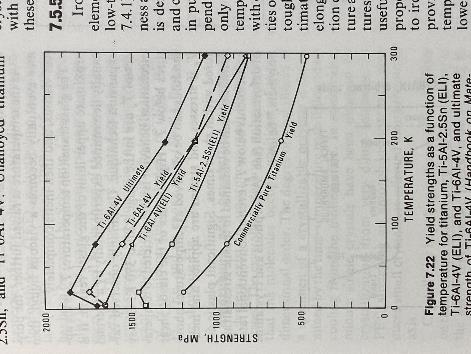 2.5Sn, and Ti-6Al-4V. Unalloyed titanium
2000
1500
1000
500
0
STRENGTH, MPa
Ti-6Al-4V Ultimate
Ti-6Al-4V Yield
Ti-6Al-4V(ELI) Yield
Ti-5Al-2.5Sn(ELI) Yield
Commercially Pure Titanium Yield
0
100
200
300
TEMPERATURE, K
Figure 7.22 Yield strengths as a function of
temperature for titanium, Ti-5Al-2.5Sn (ELI),
Ti-6Al-4V (ELI), and Ti-6Al-4V, and ultimate
strength of Ti-6Al-4V (Handbook on Mate-
with
these
7.5.5
Iro
eleme
low-t
7.4.1
ness a
is de
and c
in pu
pend
only
temp
with
ties o
toug
timat
elong
tion
ture a
tures
usefu
prope
to iro
prov
temp
lowe